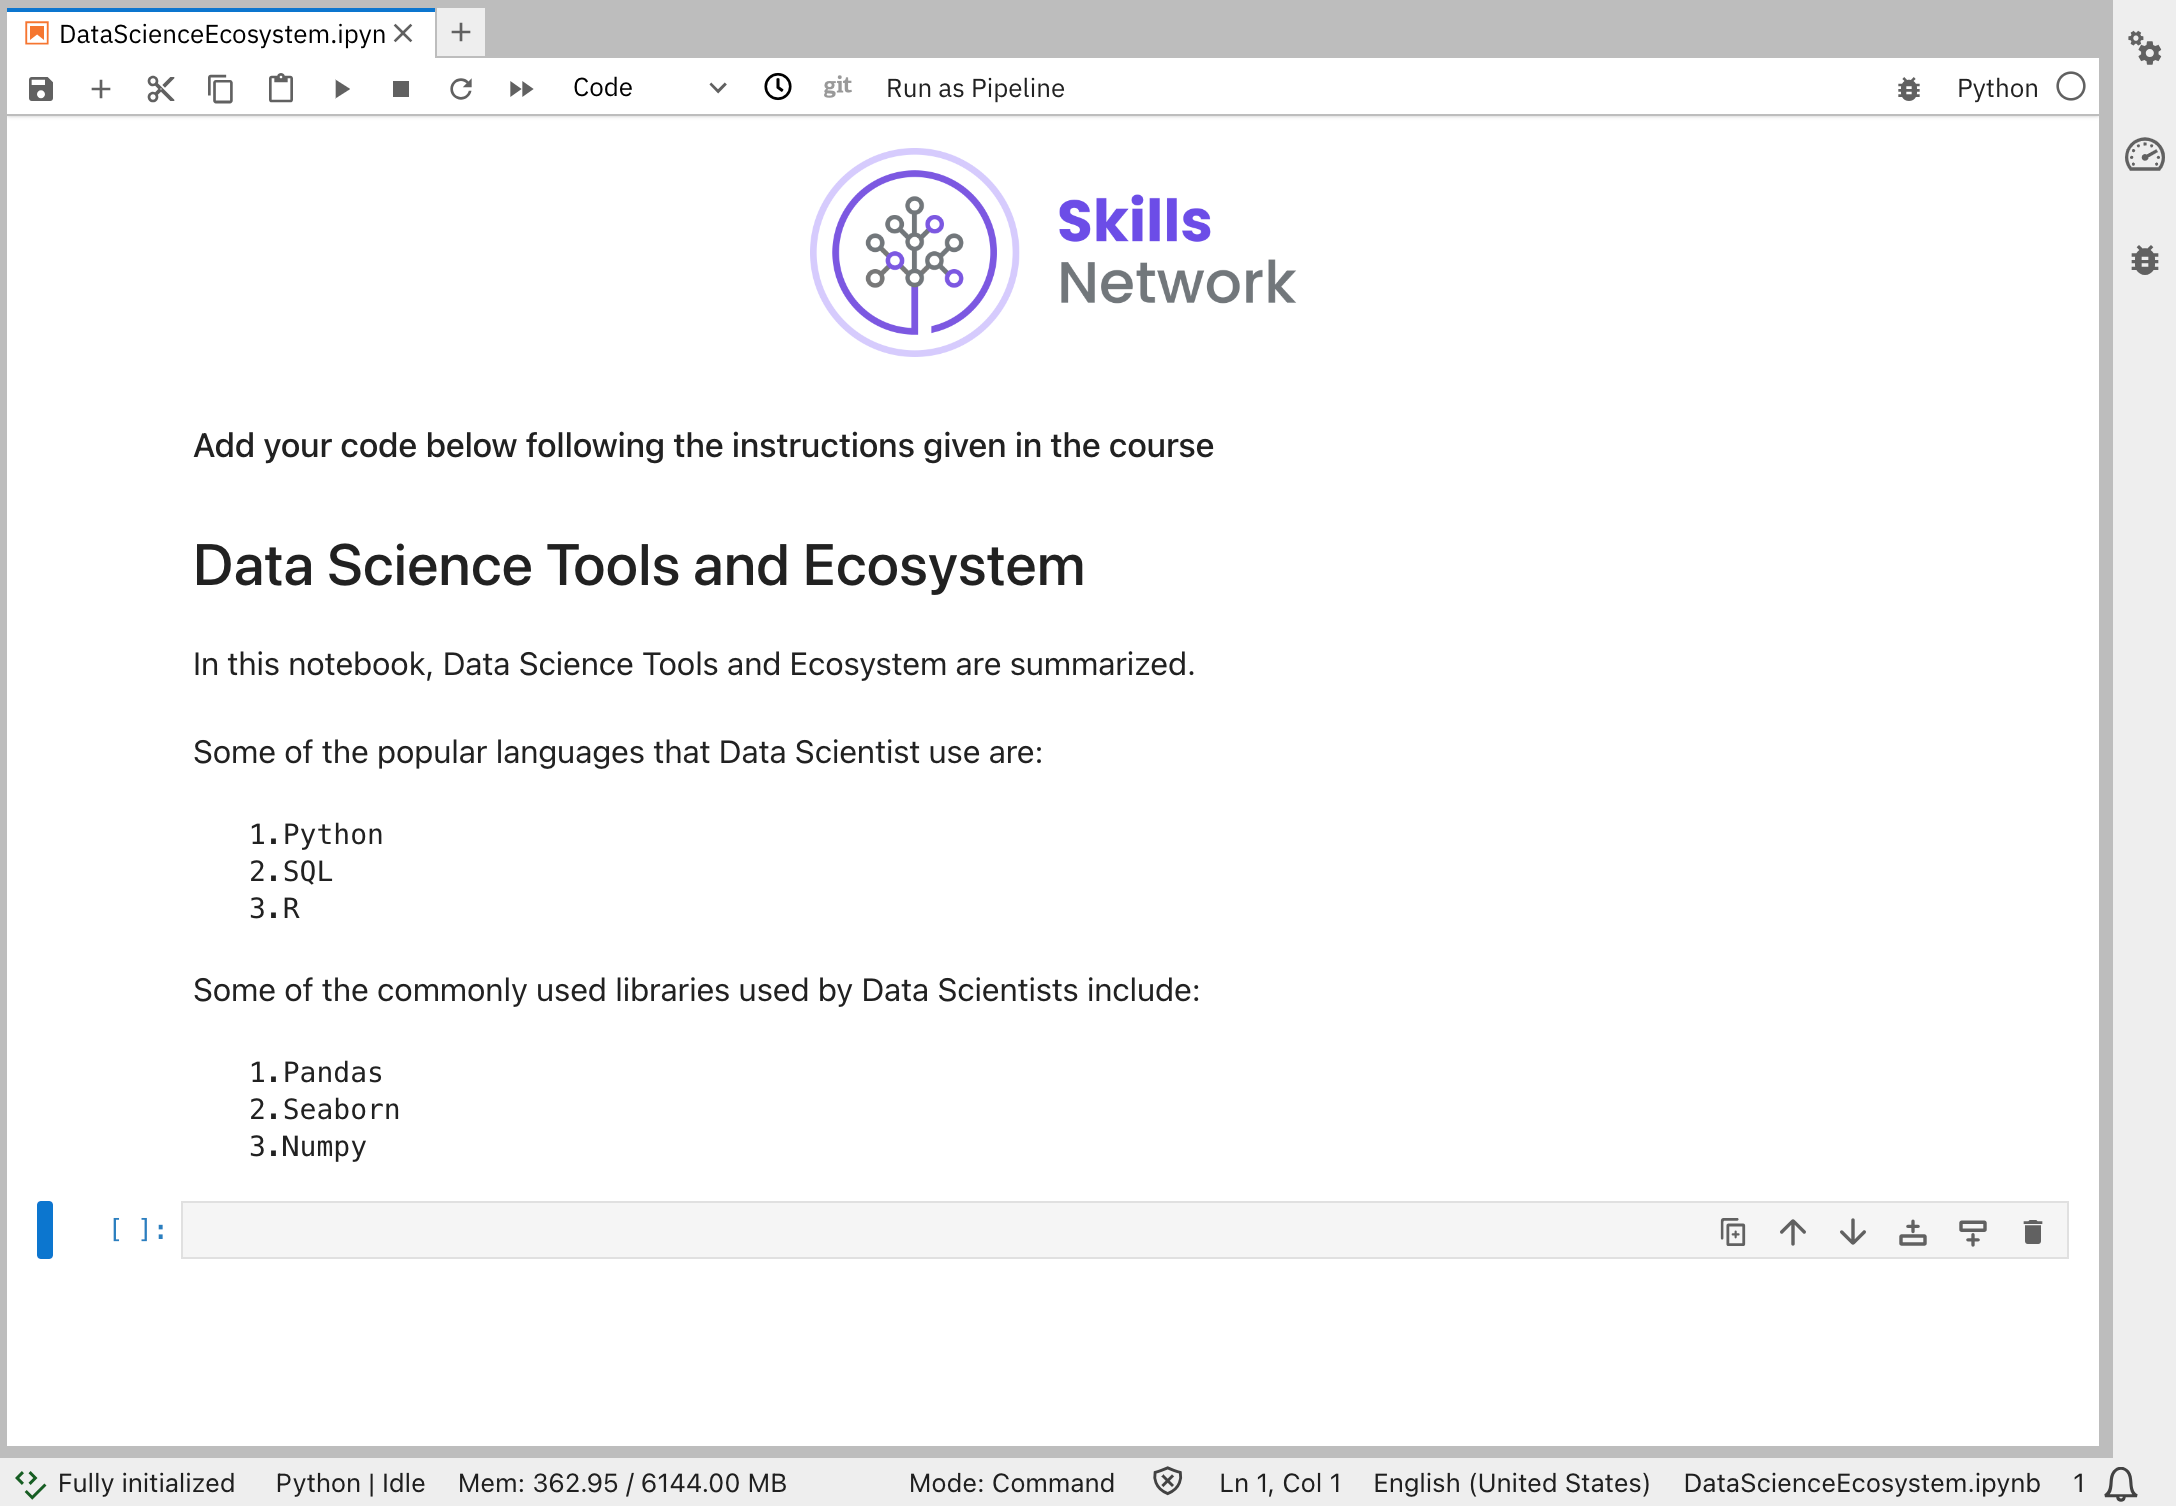 DataScienceEcosystem.ipyn
Code
git
Run as Pipeline
Python
Skills
Network
Add your code below following the instructions given in the course
Data Science Tools and Ecosystem
In this notebook, Data Science Tools and Ecosystem are summarized.
Some of the popular languages that Data Scientist use are:
1.Python
2.SQL
3.R
Some of the commonly used libraries used by Data Scientists include:
1.Pandas
2.Seaborn
3.Numpy
[ ]:
Fully initialized
Python | Idle
Mem: 362.95 / 6144.00 MB
Mode: Command
Ln 1, Col 1
English (United States)
DataScienceEcosystem.ipynb
1